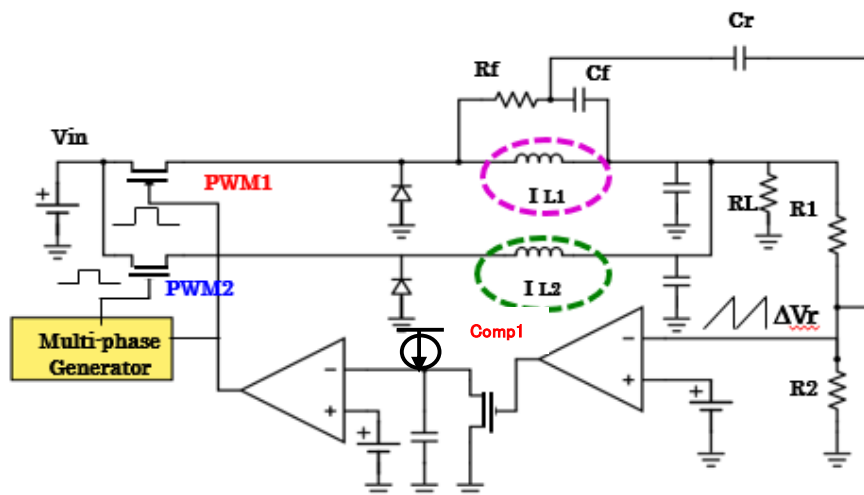 Cr
Rf
Cf
Vin
+
PWM1
I L1
RL
R1
PWM2
I L2
Comp1
ΔVr
Multi-phase
Generator
−
+
+
−
+
+
R2